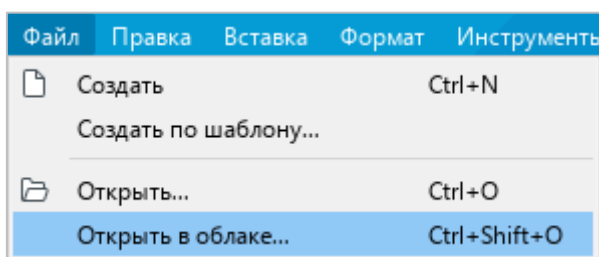 Файл Правка Вставка Формат Инструменты
Создать Ctrl+N
Создать по шаблону...
Открыть... Ctrl+O
Открыть в облаке... Ctrl+Shift+O